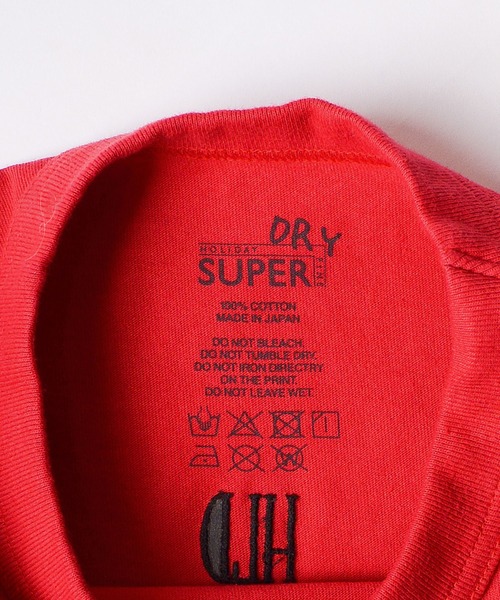 DRY
HOLIDAY
SUPER FINE
100% COTTON
MADE IN JAPAN
DO NOT BLEACH.
DO NOT TUMBLE DRY.
DO NOT IRON DIRECTRY
ON THE PRINT.
DO NOT LEAVE WET.
W